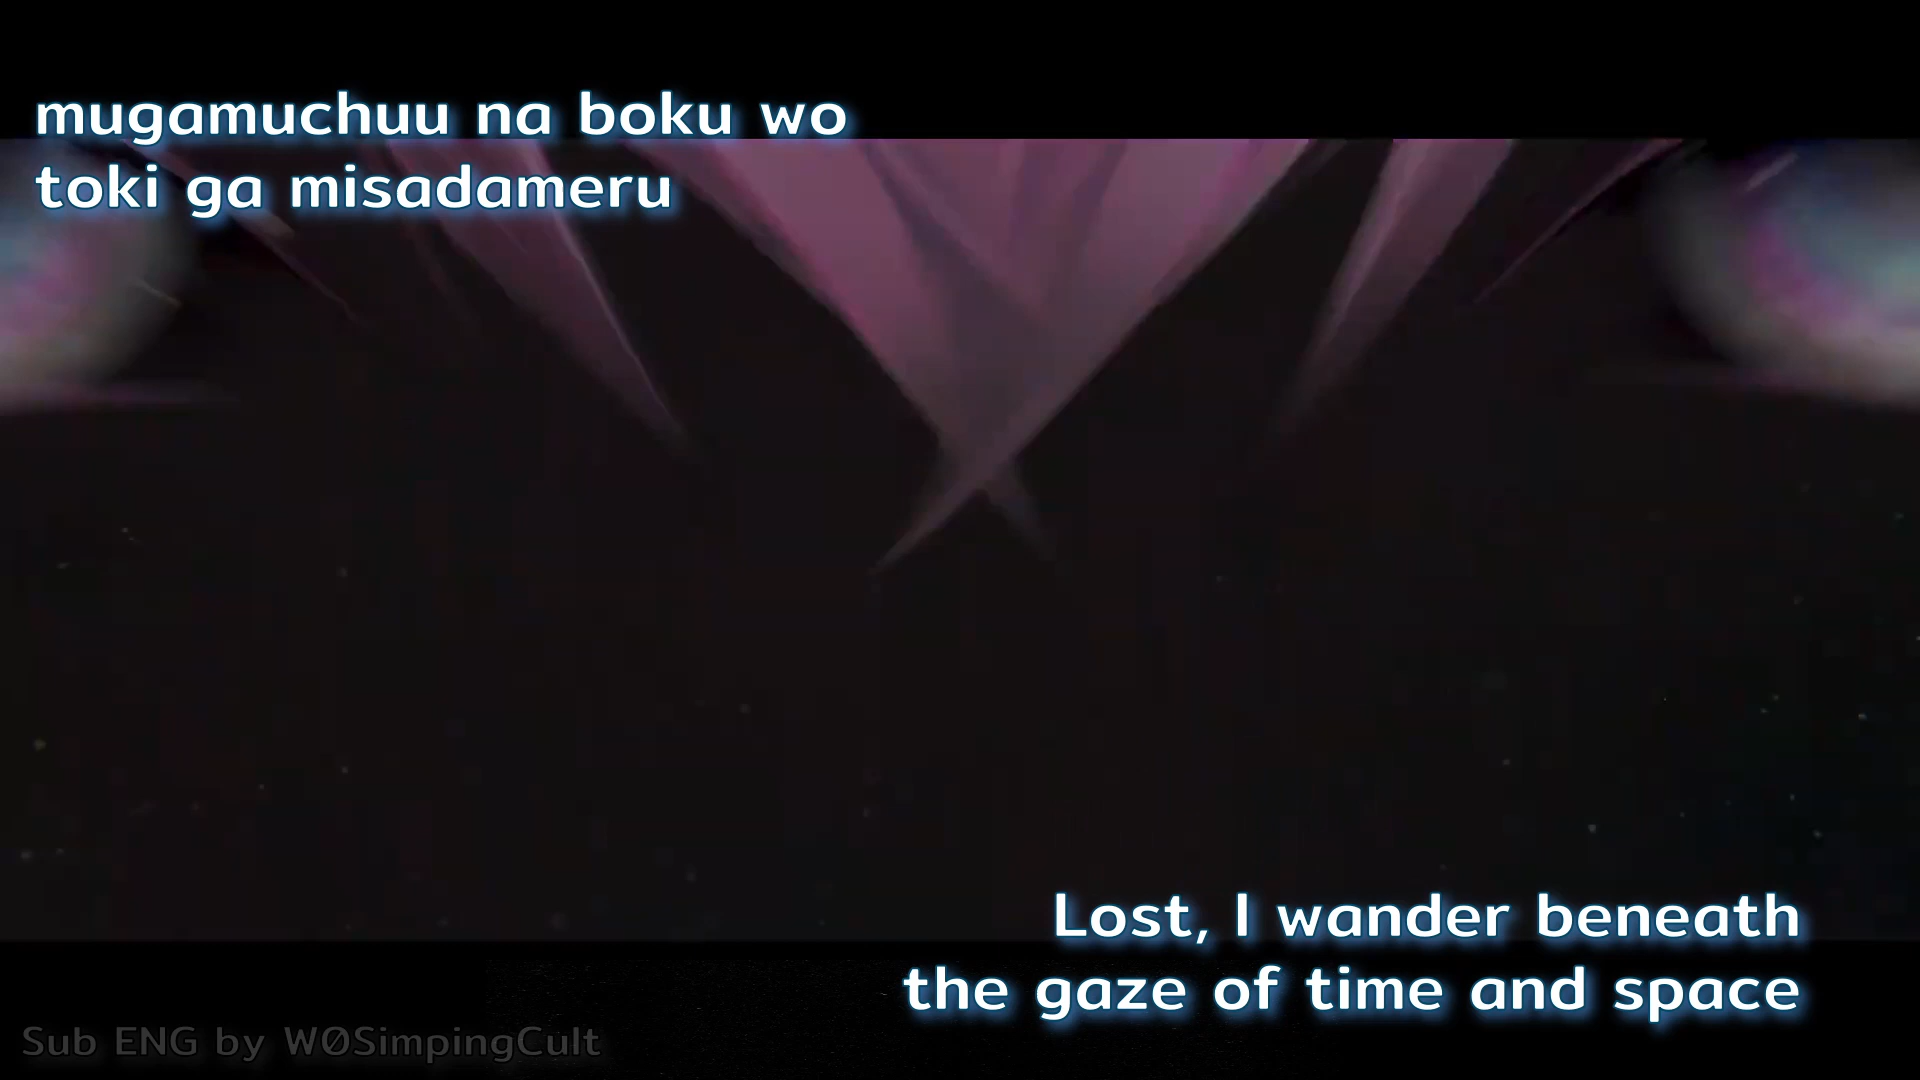 mugamuchuu na boku wo
toki ga misadameru
Lost, I wander beneath
the gaze of time and space
Sub ENG by WØSimpingCult